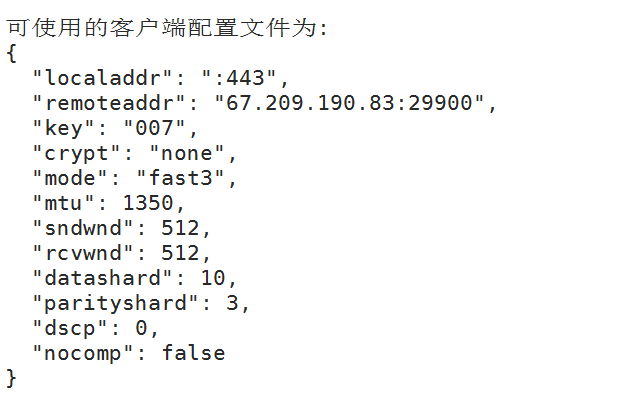 可使用的客户端配置文件为:
{
  "localaddr": ":443",
  "remoteaddr": "67.209.190.83:29900",
  "key": "007",
  "crypt": "none",
  "mode": "fast3",
  "mtu": 1350,
  "sndwnd": 512,
  "rcvwnd": 512,
  "datashard": 10,
  "parityshard": 3,
  "dscp": 0,
  "nocomp": false
}